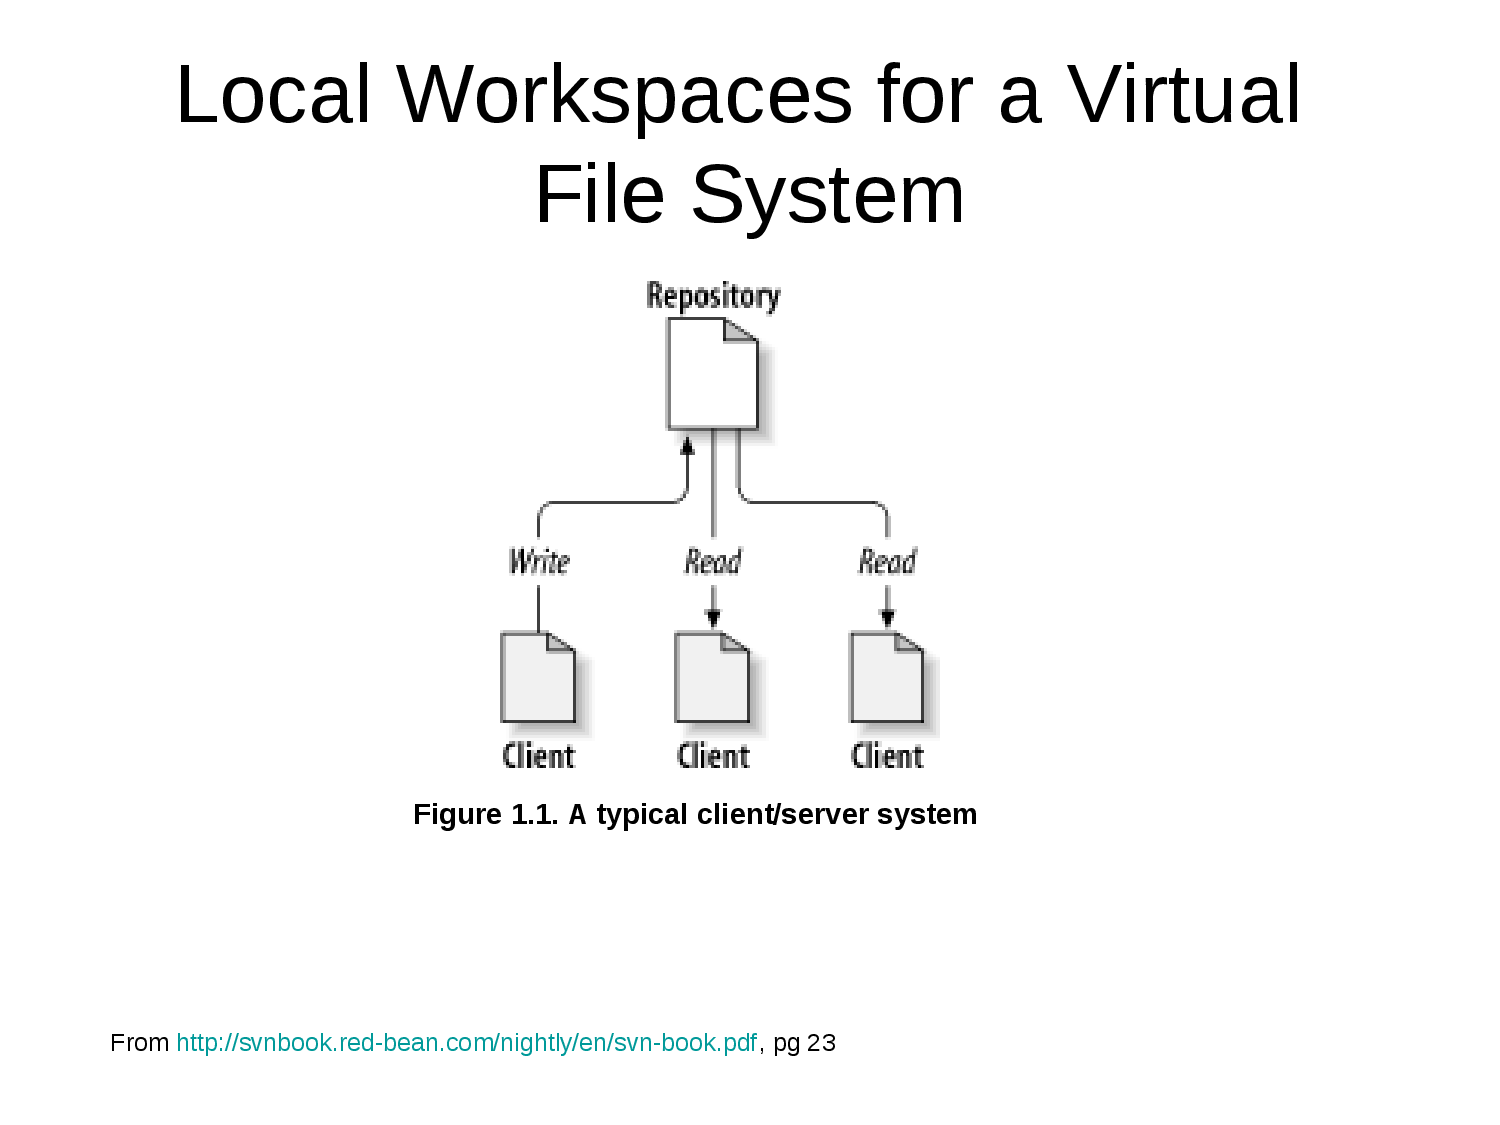 Local Workspaces for a Virtual
File System
Repository
Write Read Read
Client Client Client
Figure 1.1. A typical client/server system
From http://svnbook.red-bean.com/nightly/en/svn-book.pdf, pg 23